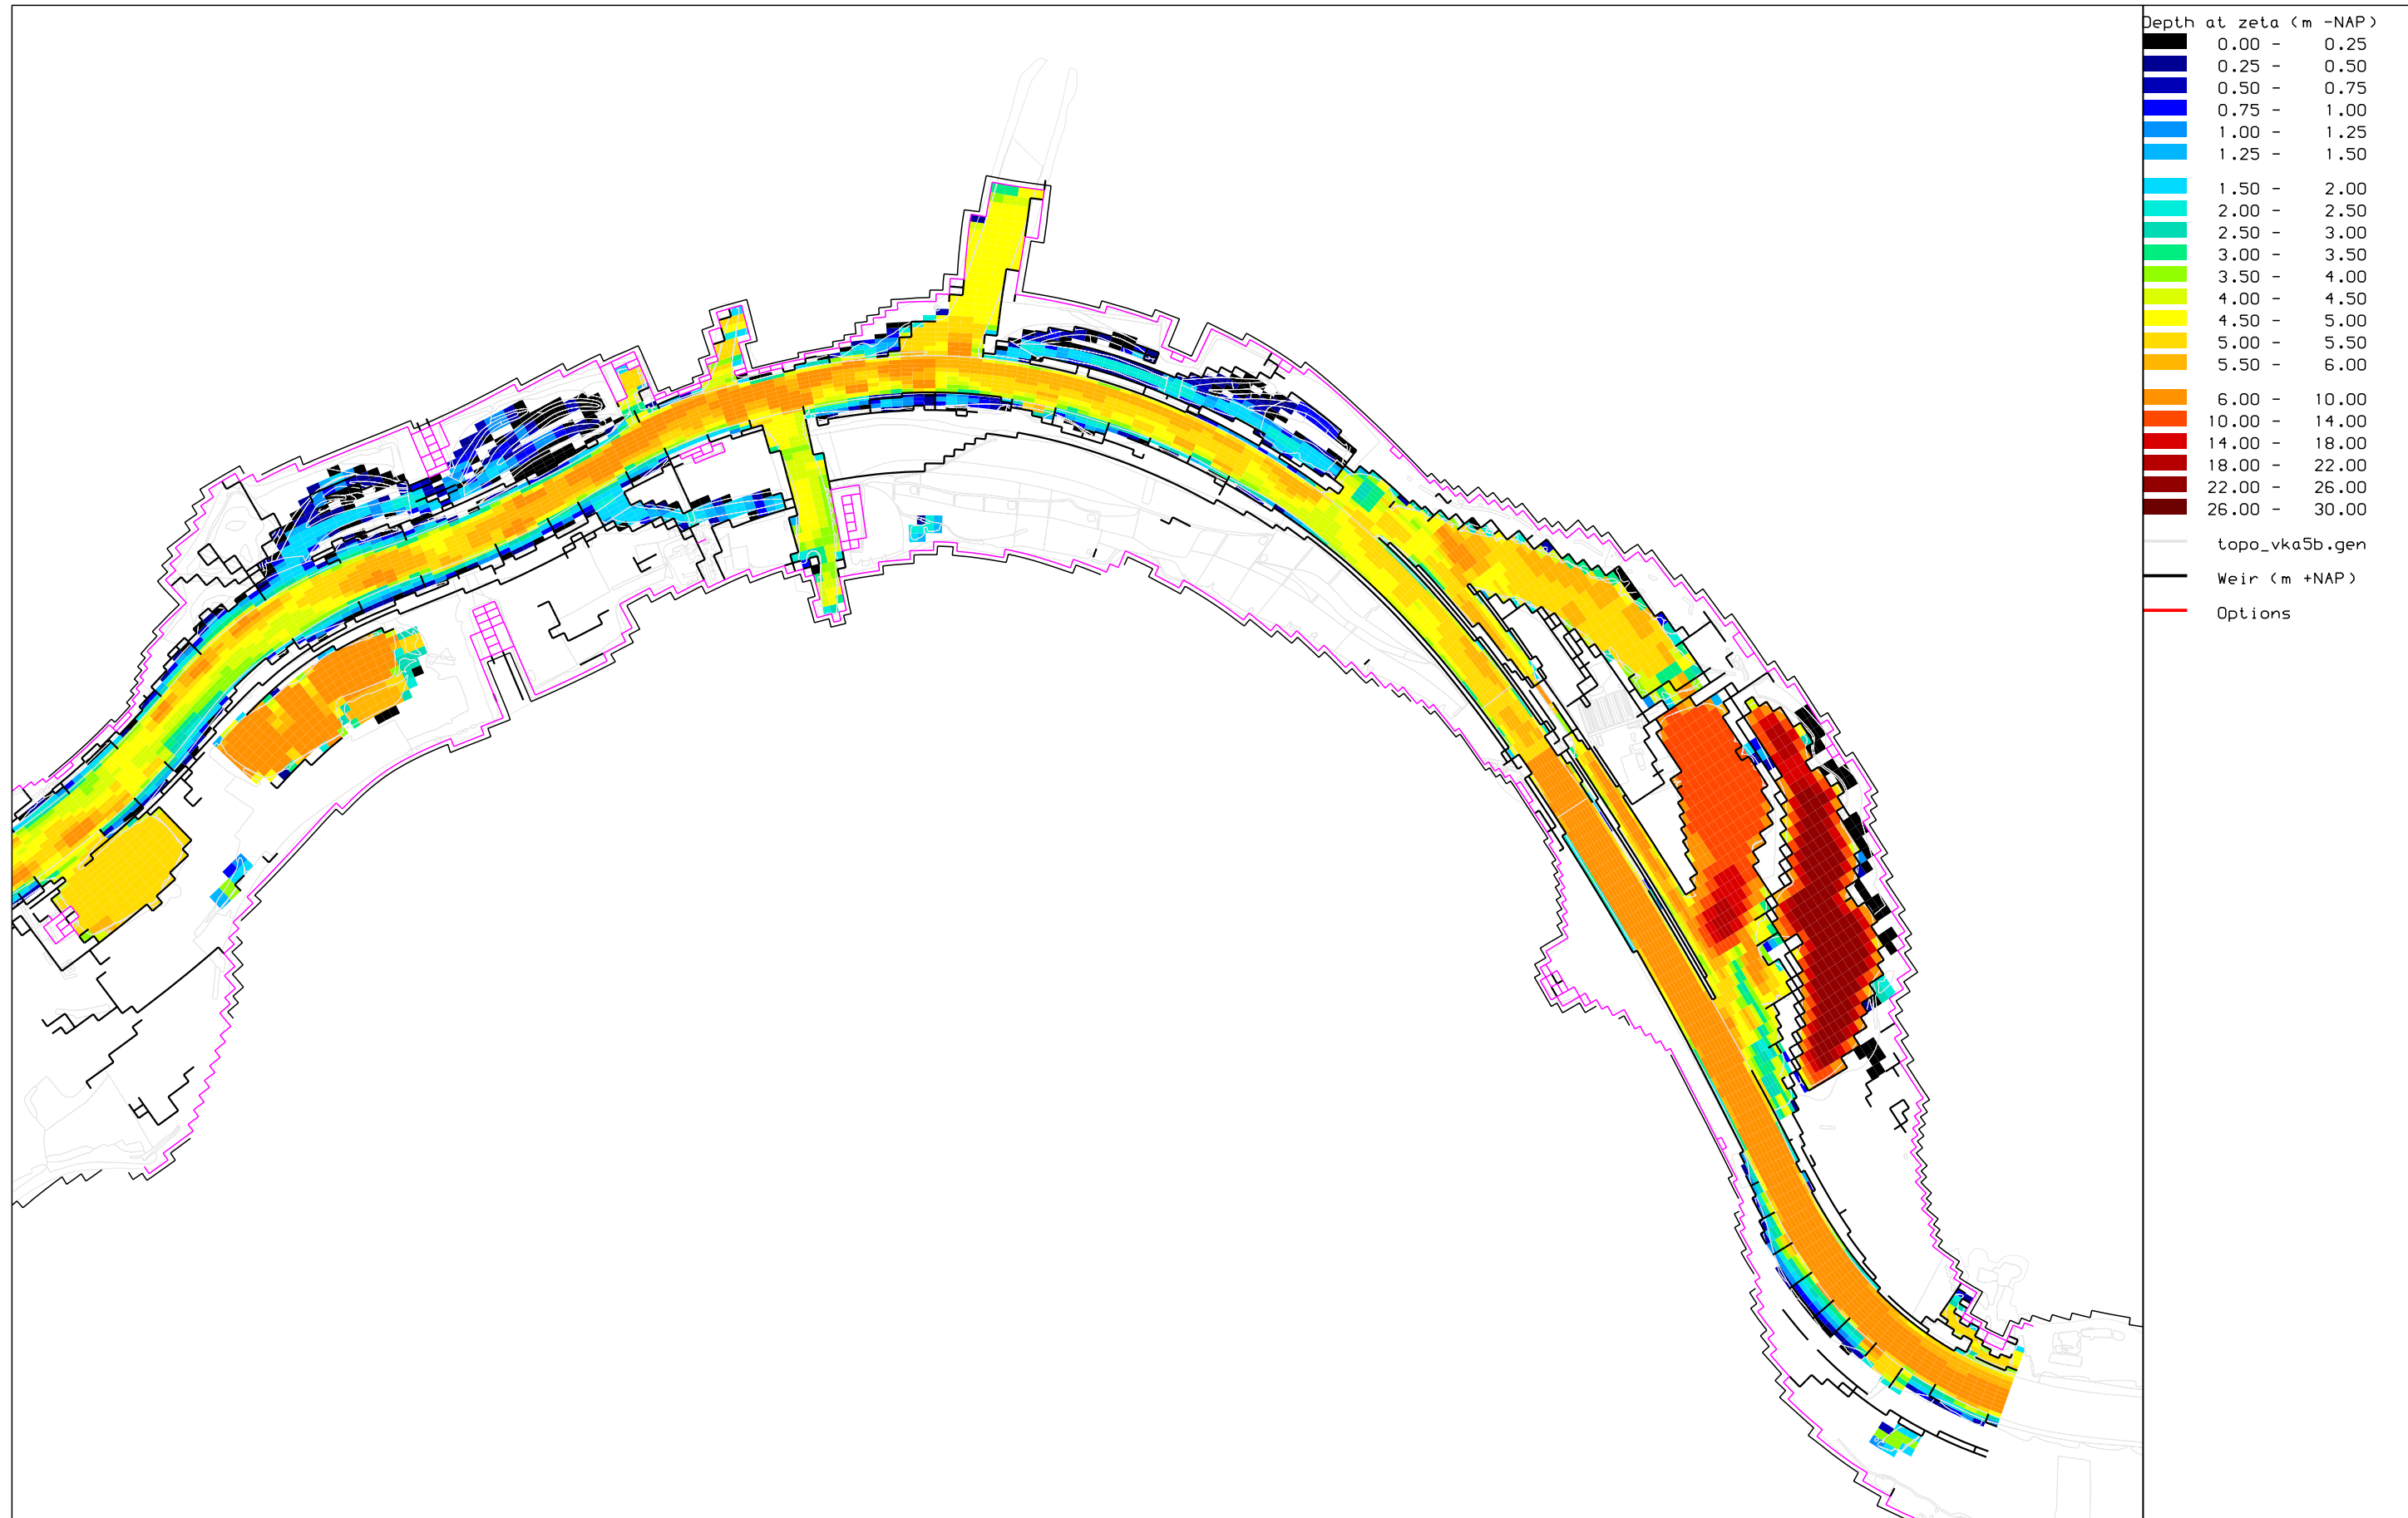 Depth at zeta (m -NAP)
0.00 - 0.25
0.25 - 0.50
0.50 - 0.75
0.75 - 1.00
1.00 - 1.25
1.25 - 1.50
1.50 - 2.00
2.00 - 2.50
2.50 - 3.00
3.00 - 3.50
3.50 - 4.00
4.00 - 4.50
4.50 - 5.00
5.00 - 5.50
5.50 - 6.00
6.00 - 10.00
10.00 - 14.00
14.00 - 18.00
18.00 - 22.00
22.00 - 26.00
26.00 - 30.00
topo_vka5b.gen
Weir (m +NAP)
Options